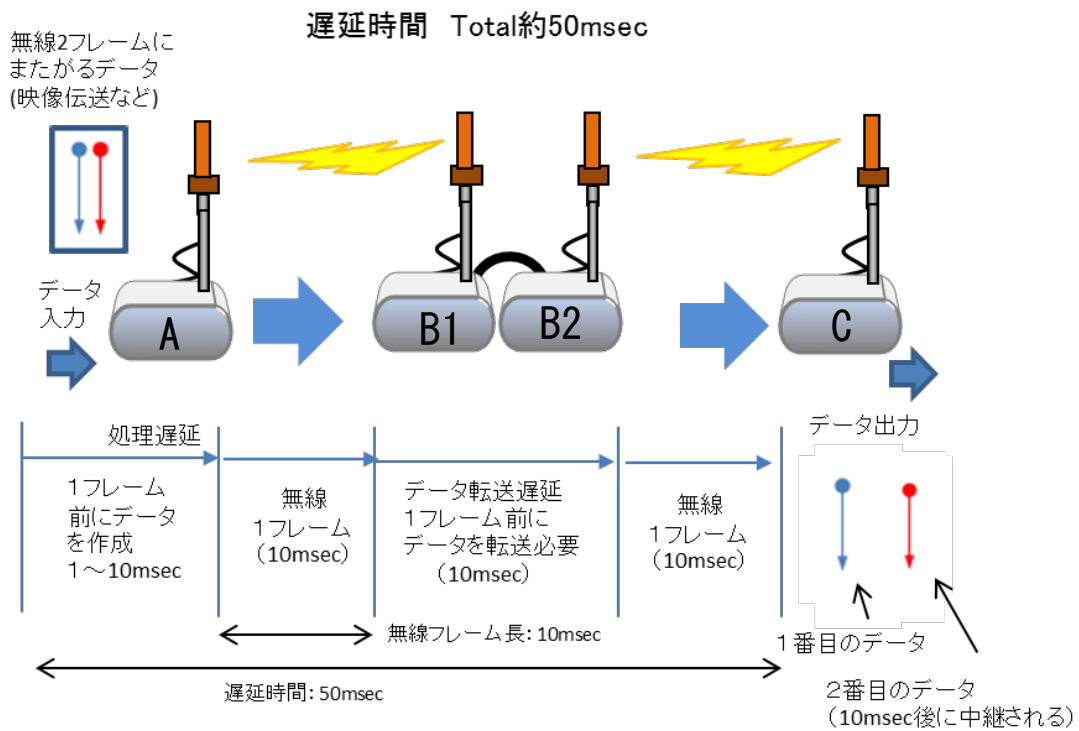 遅延時間 Total約50msec
無線2フレームに
またがるデータ
(映像伝送など)
データ
入力
A
B1
B2
C
データ出力
処理遅延
1フレーム
前にデータ
を作成
1～10msec
無線
1フレーム
(10msec)
データ転送遅延
1フレーム前に
データを転送必要
(10msec)
無線
1フレーム
(10msec)
無線フレーム長: 10msec
遅延時間: 50msec
1番目のデータ
2番目のデータ
(10msec後に中継される)